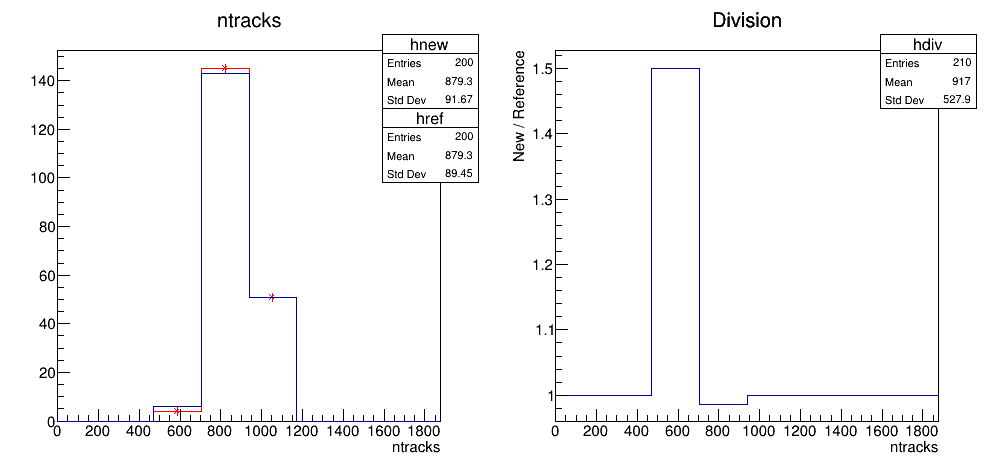 ntracks
hnew
Entries 200
Mean 879.3
Std Dev 91.67
href
Entries 200
Mean 879.3
Std Dev 89.45
140
120
100
80
60
40
20
0
0 200 400 600 800 1000 1200 1400 1600 1800
ntracks
Division
hdiv
Entries 210
Mean 917
Std Dev 527.9
New / Reference
1.5
1.4
1.3
1.2
1.1
1
0 200 400 600 800 1000 1200 1400 1600 1800
ntracks